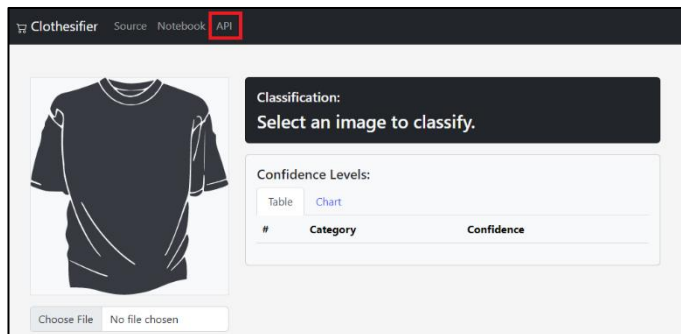 Clothesifier Source Notebook API
Classification:
Select an image to classify.
Confidence Levels:
Table Chart
# Category Confidence
Choose File No file chosen